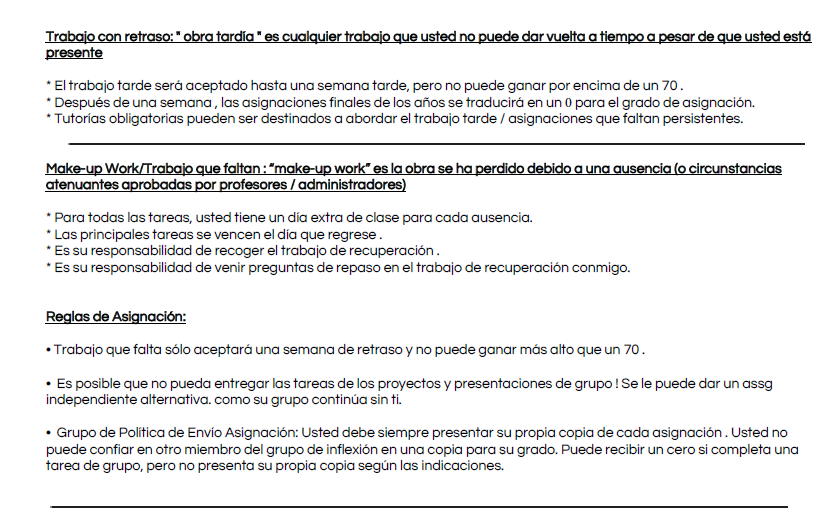 Trabajo con retraso: " obra tardía " es cualquier trabajo que usted no puede dar vuelta a tiempo a pesar de que usted está
presente
* El trabajo tarde será aceptado hasta una semana tarde, pero no puede ganar por encima de un 70 .
* Después de una semana , las asignaciones finales de los años se traducirá en un 0 para el grado de asignación.
* Tutorías obligatorias pueden ser destinados a abordar el trabajo tarde / asignaciones que faltan persistentes.
Make-up Work/Trabajo que faltan : “make-up work” es la obra se ha perdido debido a una ausencia (o circunstancias
atenuantes aprobadas por profesores / administradores)
* Para todas las tareas, usted tiene un día extra de clase para cada ausencia.
* Las principales tareas se vencen el día que regrese .
* Es su responsabilidad de recoger el trabajo de recuperación .
* Es su responsabilidad de venir preguntas de repaso en el trabajo de recuperación conmigo.
Reglas de Asignación:
• Trabajo que falta sólo aceptará una semana de retraso y no puede ganar más alto que un 70 .
• Es posible que no pueda entregar las tareas de los proyectos y presentaciones de grupo ! Se le puede dar un assg
independiente alternativa. como su grupo continúa sin ti.
• Grupo de Política de Envío Asignación: Usted debe siempre presentar su propia copia de cada asignación . Usted no
puede confiar en otro miembro del grupo de inflexión en una copia para su grado. Puede recibir un cero si completa una
tarea de grupo, pero no presenta su propia copia según las indicaciones.